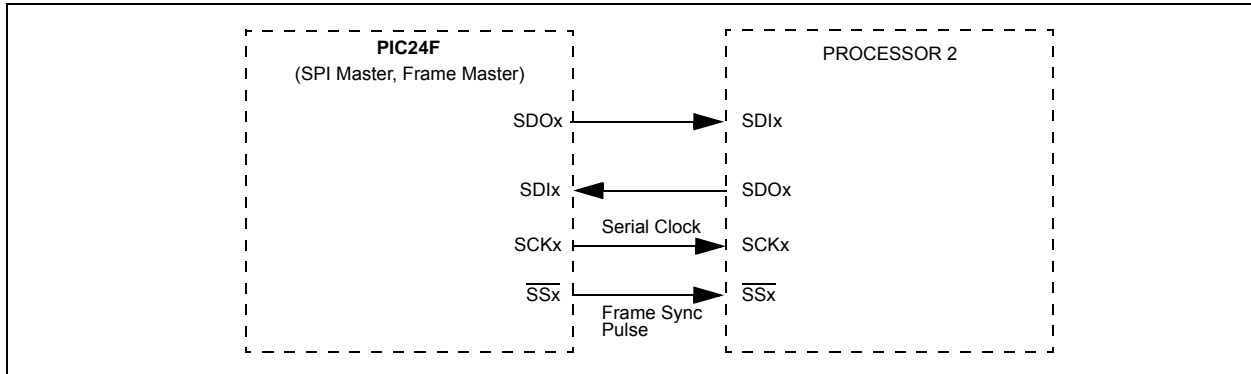 PIC24F
(SPI Master, Frame Master)
PROCESSOR 2
SDOx
SDIx
SDIx
SDOx
Serial Clock
SCKx
SCKx
SSx
SSx
Frame Sync
Pulse